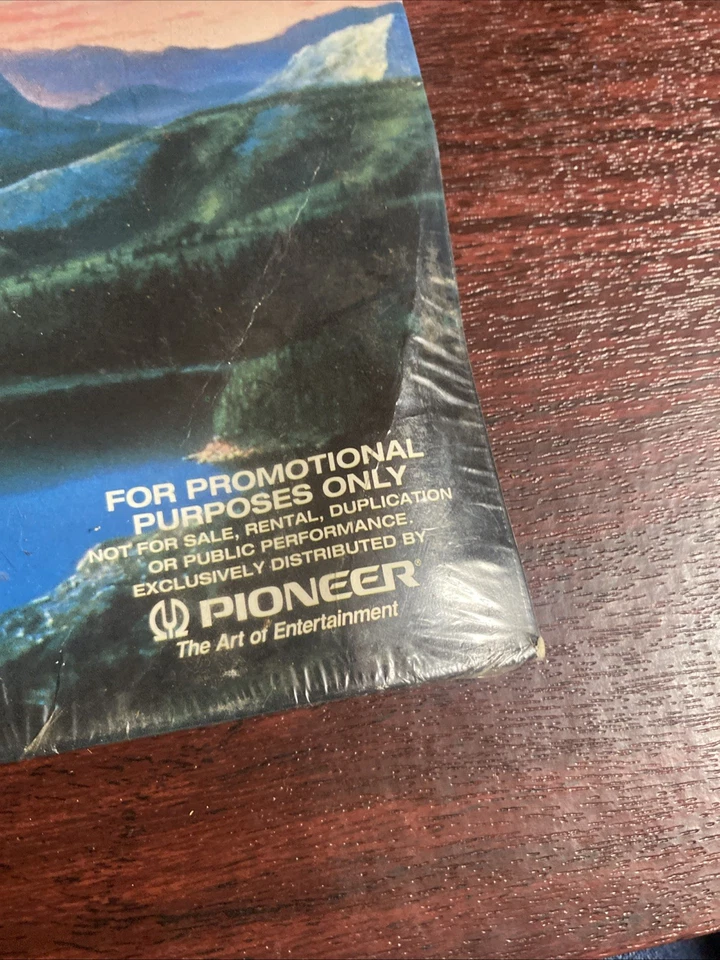 FOR PROMOTIONAL
PURPOSES ONLY
NOT FOR SALE, RENTAL, DUPLICATION
OR PUBLIC PERFORMANCE.
EXCLUSIVELY DISTRIBUTED BY
PIONEER®
The Art of Entertainment